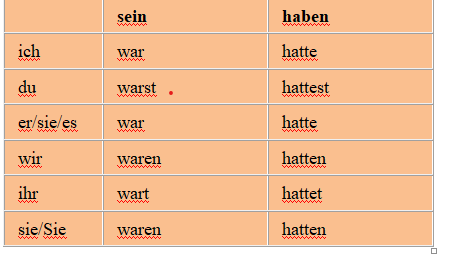 sein haben
ich war hatte
du warst hattest
er/sie/es war hatte
wir waren hatten
ihr wart hattet
sie/Sie waren hatten